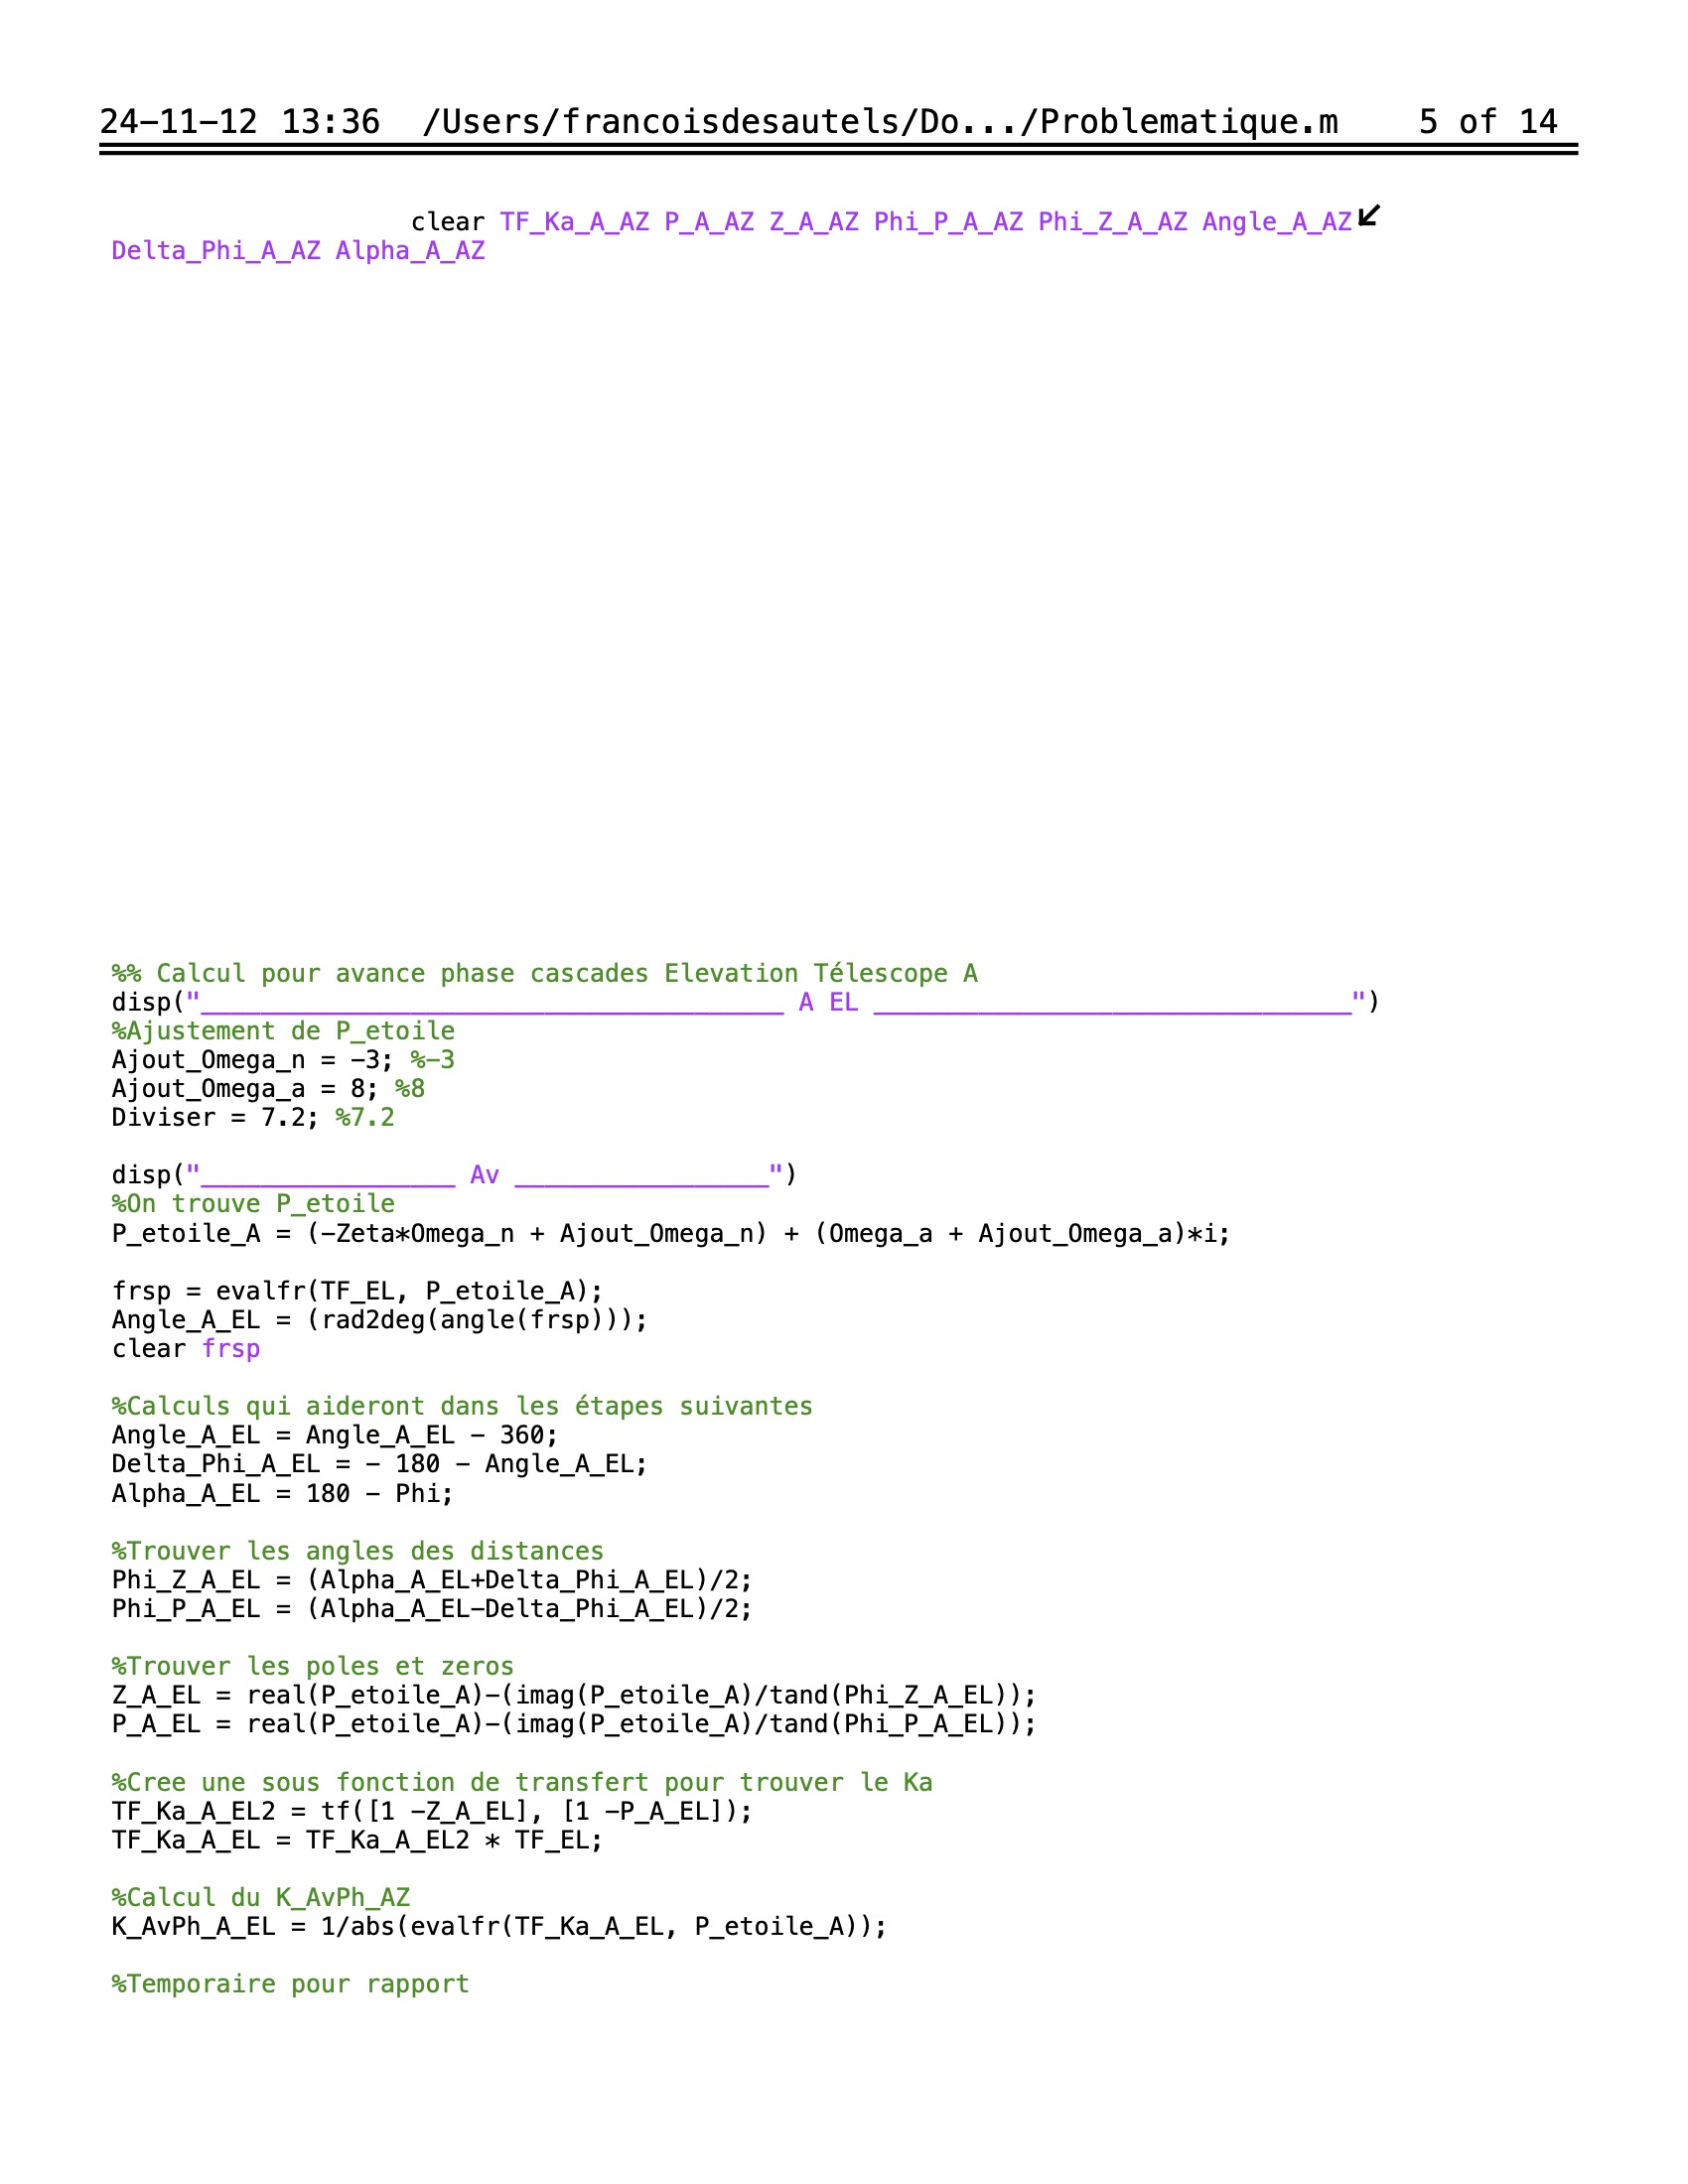 24-11-12 13:36  /Users/francoisdesautels/Do.../Problematique.m    5 of 14
clear TF_Ka_A_AZ P_A_AZ Z_A_AZ Phi_P_A_AZ Phi_Z_A_AZ Angle_A_AZ↙
Delta_Phi_A_AZ Alpha_A_AZ
%% Calcul pour avance phase cascades Elevation Télescope A
disp("_______________________________________ A EL ________________________________")
%Ajustement de P_etoile
Ajout_Omega_n = -3; %-3
Ajout_Omega_a = 8; %8
Diviser = 7.2; %7.2
disp("_________________ Av _________________")
%On trouve P_etoile
P_etoile_A = (-Zeta*Omega_n + Ajout_Omega_n) + (Omega_a + Ajout_Omega_a)*i;
frsp = evalfr(TF_EL, P_etoile_A);
Angle_A_EL = (rad2deg(angle(frsp)));
clear frsp
%Calculs qui aideront dans les étapes suivantes
Angle_A_EL = Angle_A_EL - 360;
Delta_Phi_A_EL = - 180 - Angle_A_EL;
Alpha_A_EL = 180 - Phi;
%Trouver les angles des distances
Phi_Z_A_EL = (Alpha_A_EL+Delta_Phi_A_EL)/2;
Phi_P_A_EL = (Alpha_A_EL-Delta_Phi_A_EL)/2;
%Trouver les poles et zeros
Z_A_EL = real(P_etoile_A)-(imag(P_etoile_A)/tand(Phi_Z_A_EL));
P_A_EL = real(P_etoile_A)-(imag(P_etoile_A)/tand(Phi_P_A_EL));
%Cree une sous fonction de transfert pour trouver le Ka
TF_Ka_A_EL2 = tf([1 -Z_A_EL], [1 -P_A_EL]);
TF_Ka_A_EL = TF_Ka_A_EL2 * TF_EL;
%Calcul du K_AvPh_AZ
K_AvPh_A_EL = 1/abs(evalfr(TF_Ka_A_EL, P_etoile_A));
%Temporaire pour rapport